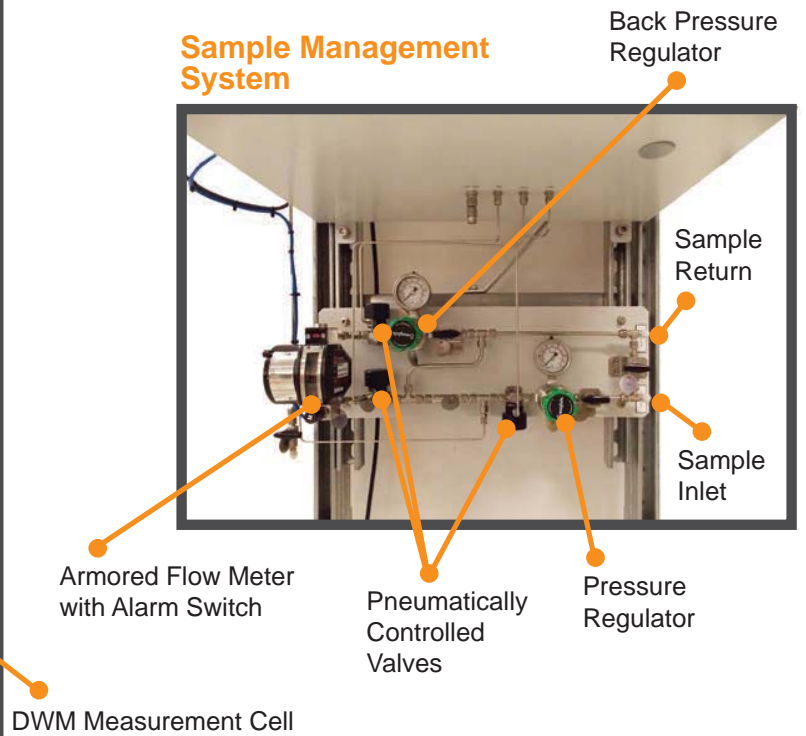 Back Pressure
Regulator
Sample Management
System
Sample
Return
Sample
Inlet
Armored Flow Meter
with Alarm Switch
Pneumatically
Controlled
Valves
Pressure
Regulator
DWM Measurement Cell